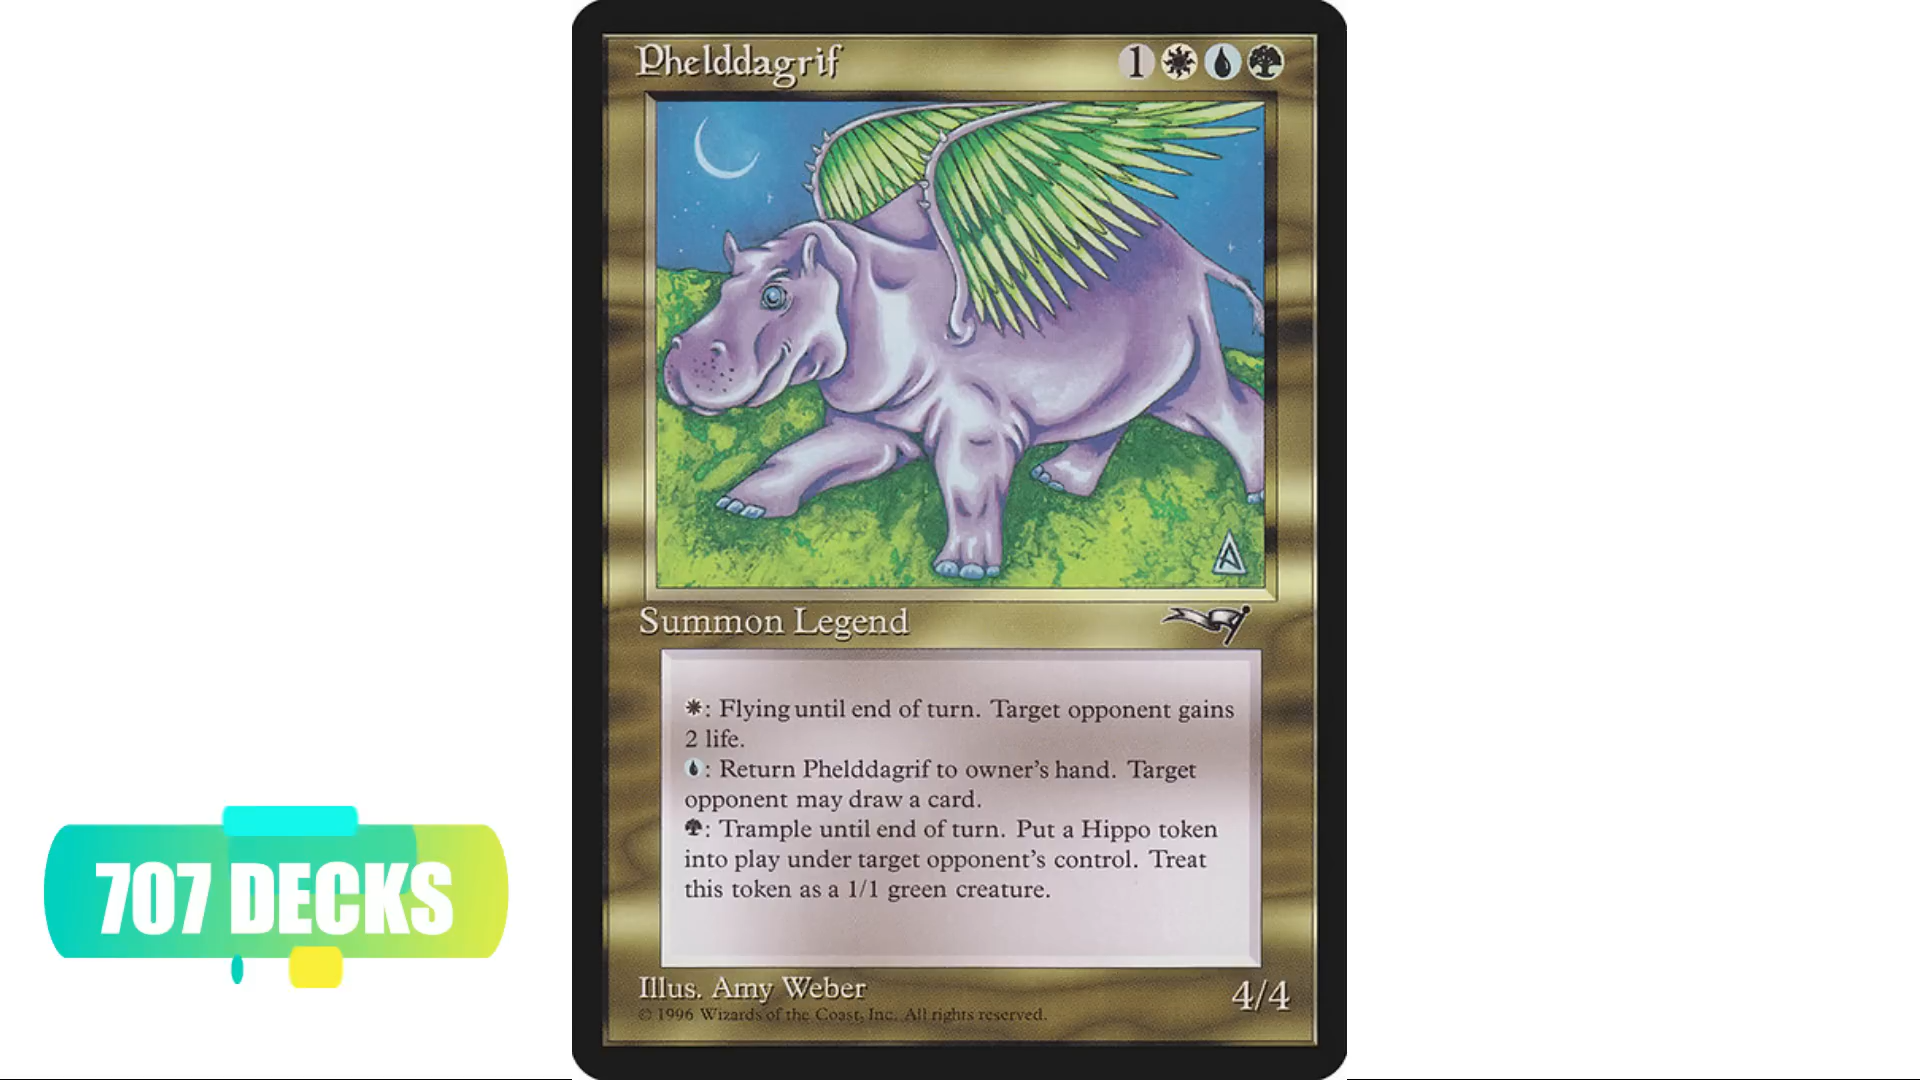 Phelddagrif 1
Summon Legend
: Flying until end of turn. Target opponent gains
2 life.
: Return Phelddagrif to owner's hand. Target
opponent may draw a card.
: Trample until end of turn. Put a Hippo token
into play under target opponent's control. Treat
this token as a 1/1 green creature.
Illus. Amy Weber
4/4
© 1996 Wizards of the Coast, Inc. All rights reserved.
707 DECKS